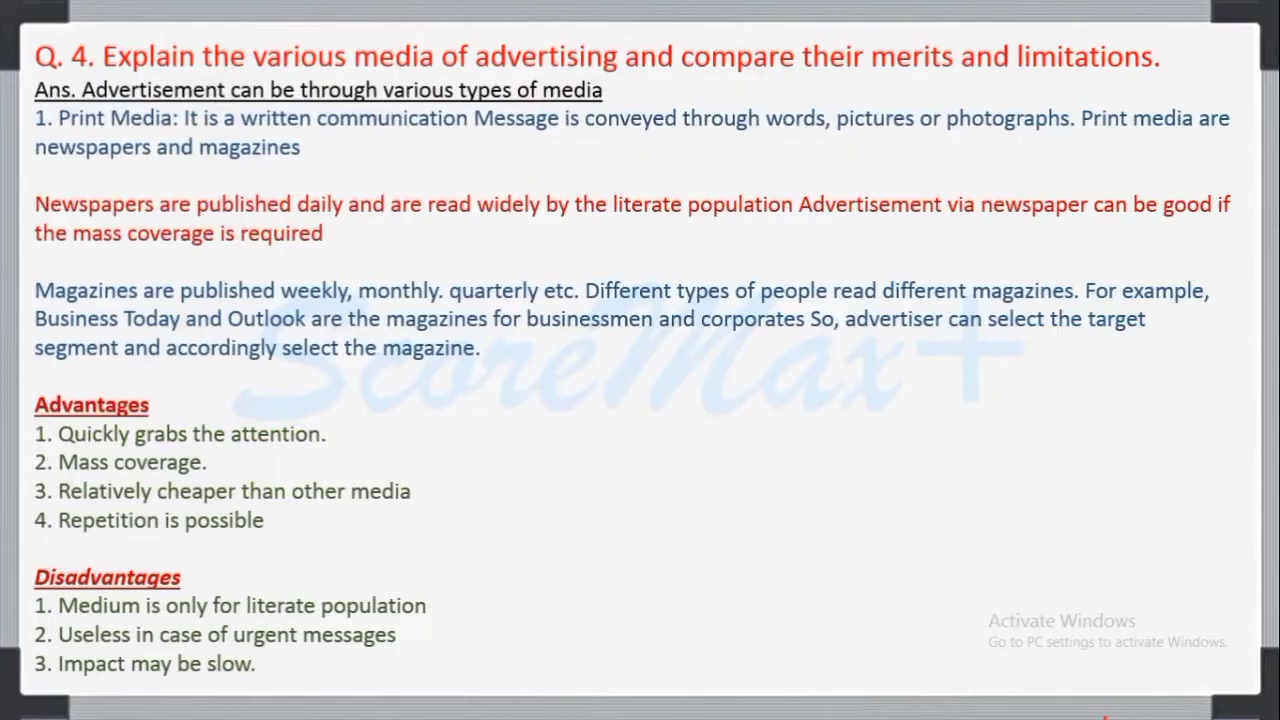 Q. 4. Explain the various media of advertising and compare their merits and limitations.
Ans. Advertisement can be through various types of media
1. Print Media: It is a written communication Message is conveyed through words, pictures or photographs. Print media are
newspapers and magazines
Newspapers are published daily and are read widely by the literate population Advertisement via newspaper can be good if
the mass coverage is required
Magazines are published weekly, monthly. quarterly etc. Different types of people read different magazines. For example,
Business Today and Outlook are the magazines for businessmen and corporates So, advertiser can select the target
segment and accordingly select the magazine.
ScoreMax+
Advantages
1. Quickly grabs the attention.
2. Mass coverage.
3. Relatively cheaper than other media
4. Repetition is possible
Disadvantages
1. Medium is only for literate population
2. Useless in case of urgent messages
3. Impact may be slow.
Activate Windows
Go to PC settings to activate Windows.